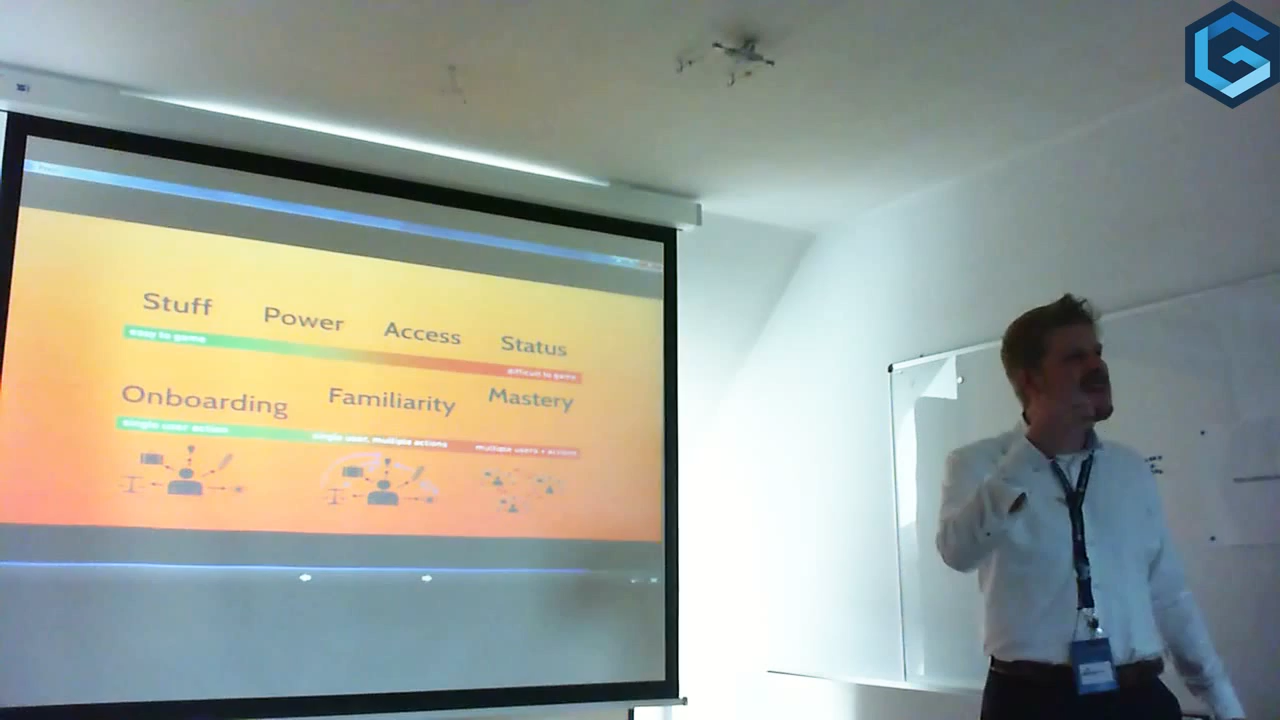 Stuff Power Access Status
easy to game difficult to game
Onboarding Familiarity Mastery
single user action single user, multiple actions multiple users + actions